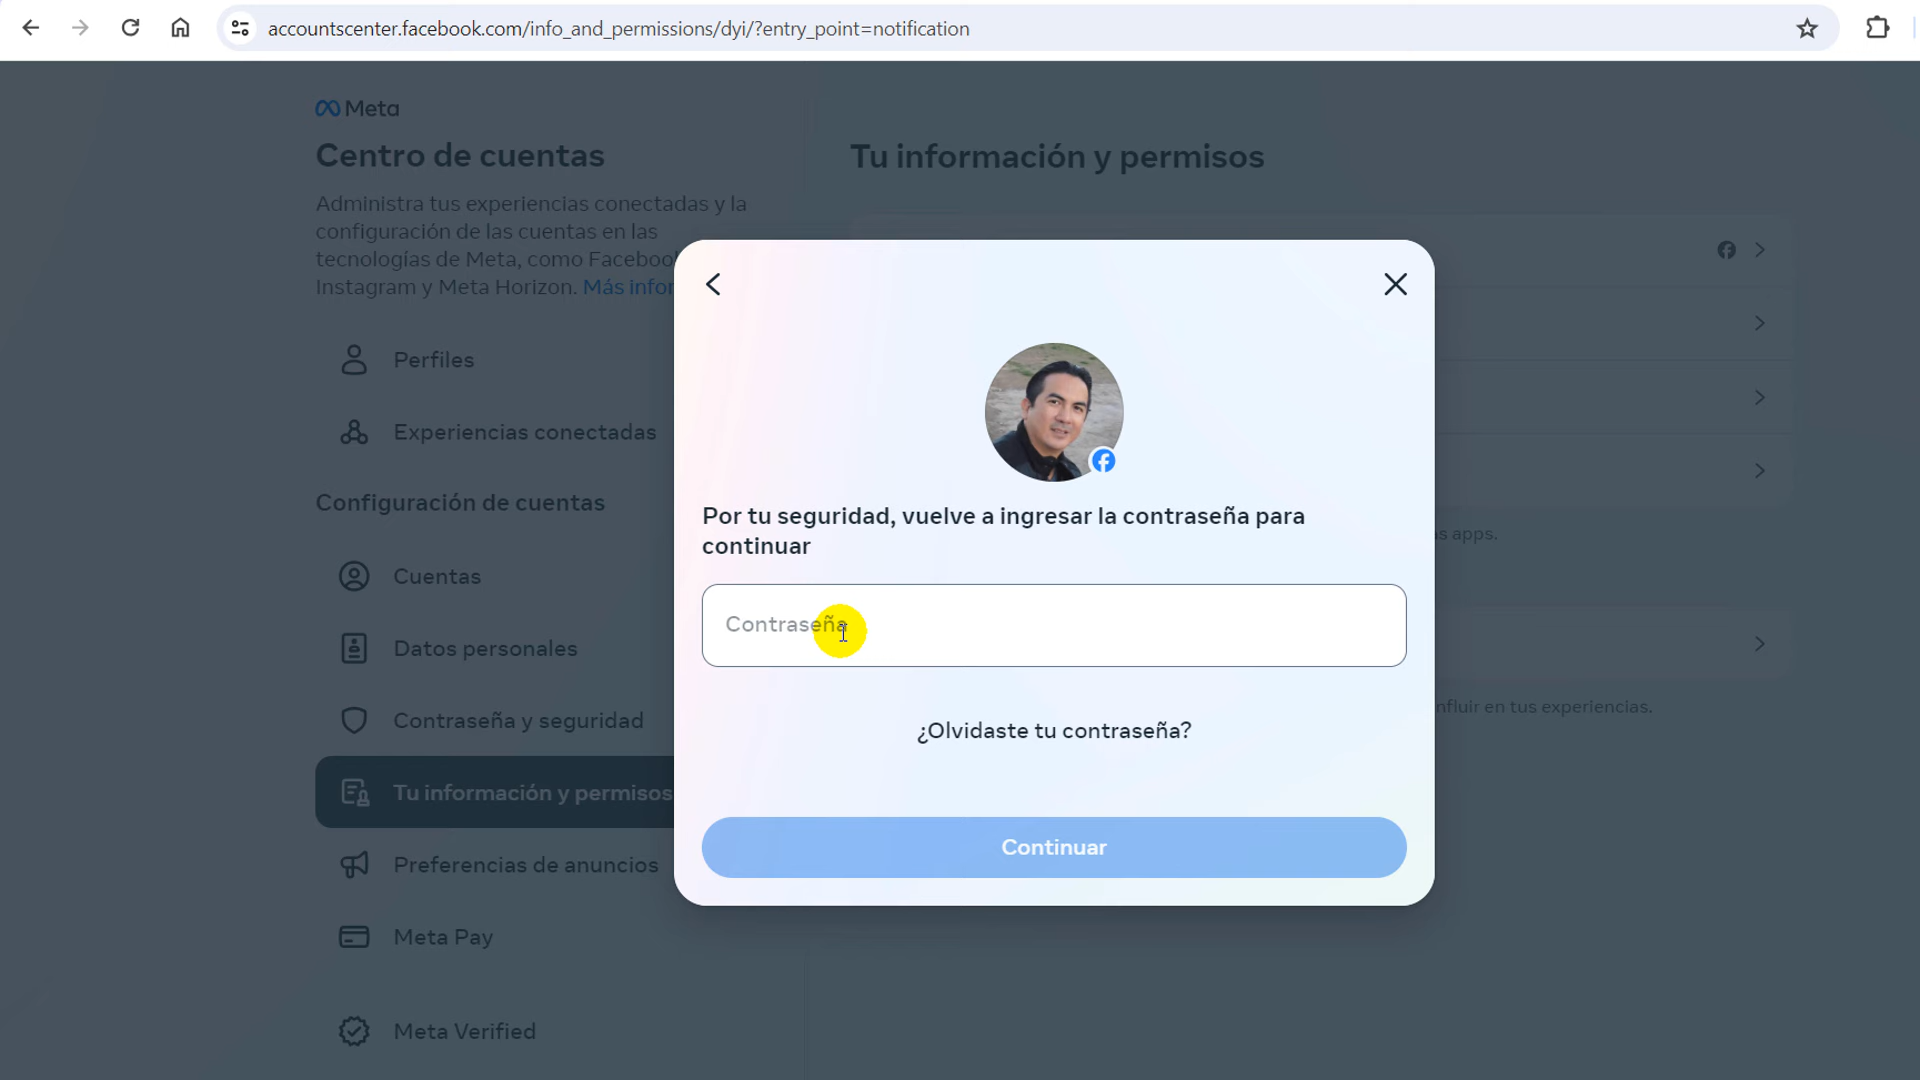 accountscenter.facebook.com/info_and_permissions/dyi/?entry_point=notification
Meta
Centro de cuentas
Administra tus experiencias conectadas y la
configuración de las cuentas en las
tecnologías de Meta, como Facebook
Instagram y Meta Horizon. Más infor
Perfiles
Experiencias conectadas
Configuración de cuentas
Cuentas
Datos personales
Contraseña y seguridad
Tu información y permisos
Preferencias de anuncios
Meta Pay
Meta Verified
Tu información y permisos
Por tu seguridad, vuelve a ingresar la contraseña para
continuar
Contraseña
¿Olvidaste tu contraseña?
Continuar
apps.
influir en tus experiencias.